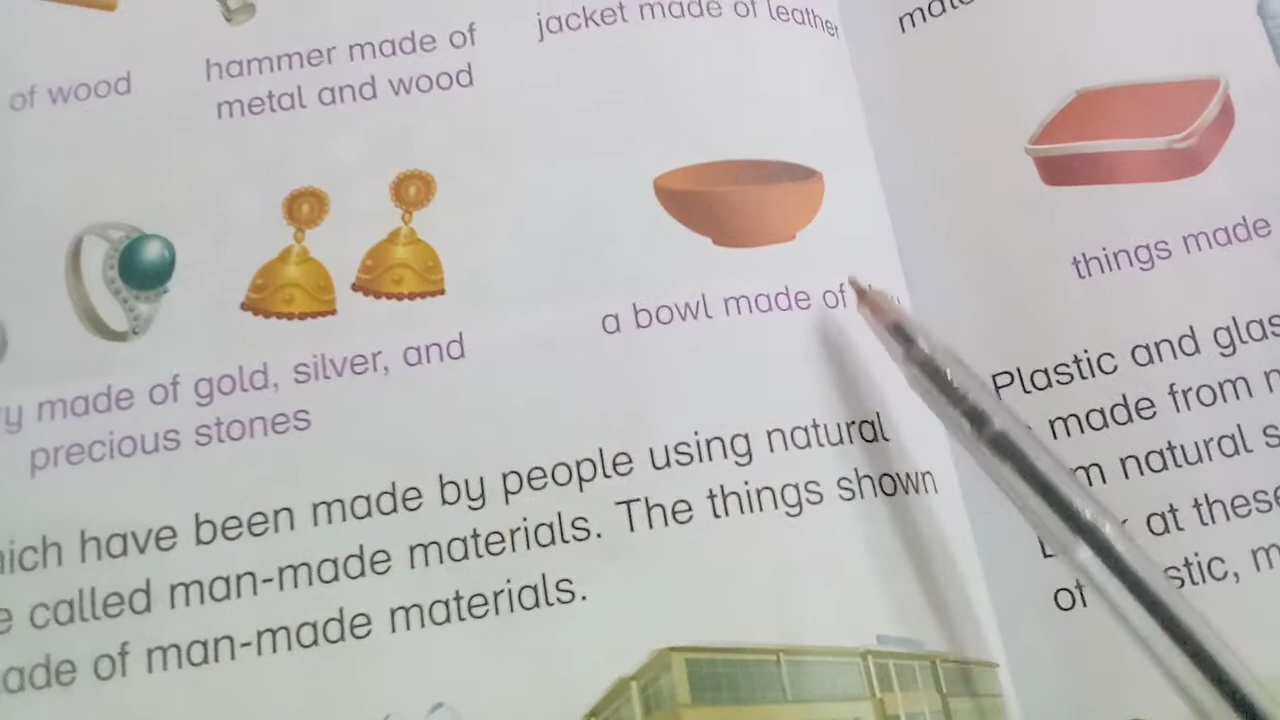 of wood
hammer made of
metal and wood
jacket made of leather
a bowl made of
y made of gold, silver, and
precious stones
hich have been made by people using natural
e called man-made materials. The things shown
ade of man-made materials.
things made
Plastic and glas
made from
m natural s
at these
of stic, m